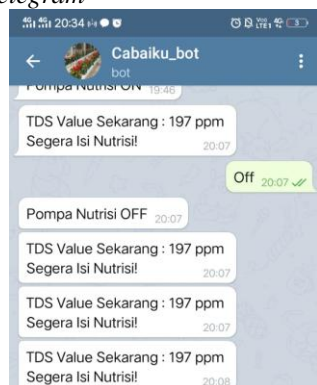 elegram
20:34
Cabaiku_bot
bot
Pompa Nutrisi ON 19:46
TDS Value Sekarang : 197 ppm
Segera Isi Nutrisi! 20:07
Off 20:07
Pompa Nutrisi OFF 20:07
TDS Value Sekarang : 197 ppm
Segera Isi Nutrisi! 20:07
TDS Value Sekarang : 197 ppm
Segera Isi Nutrisi! 20:07
TDS Value Sekarang : 197 ppm
Segera Isi Nutrisi! 20:08